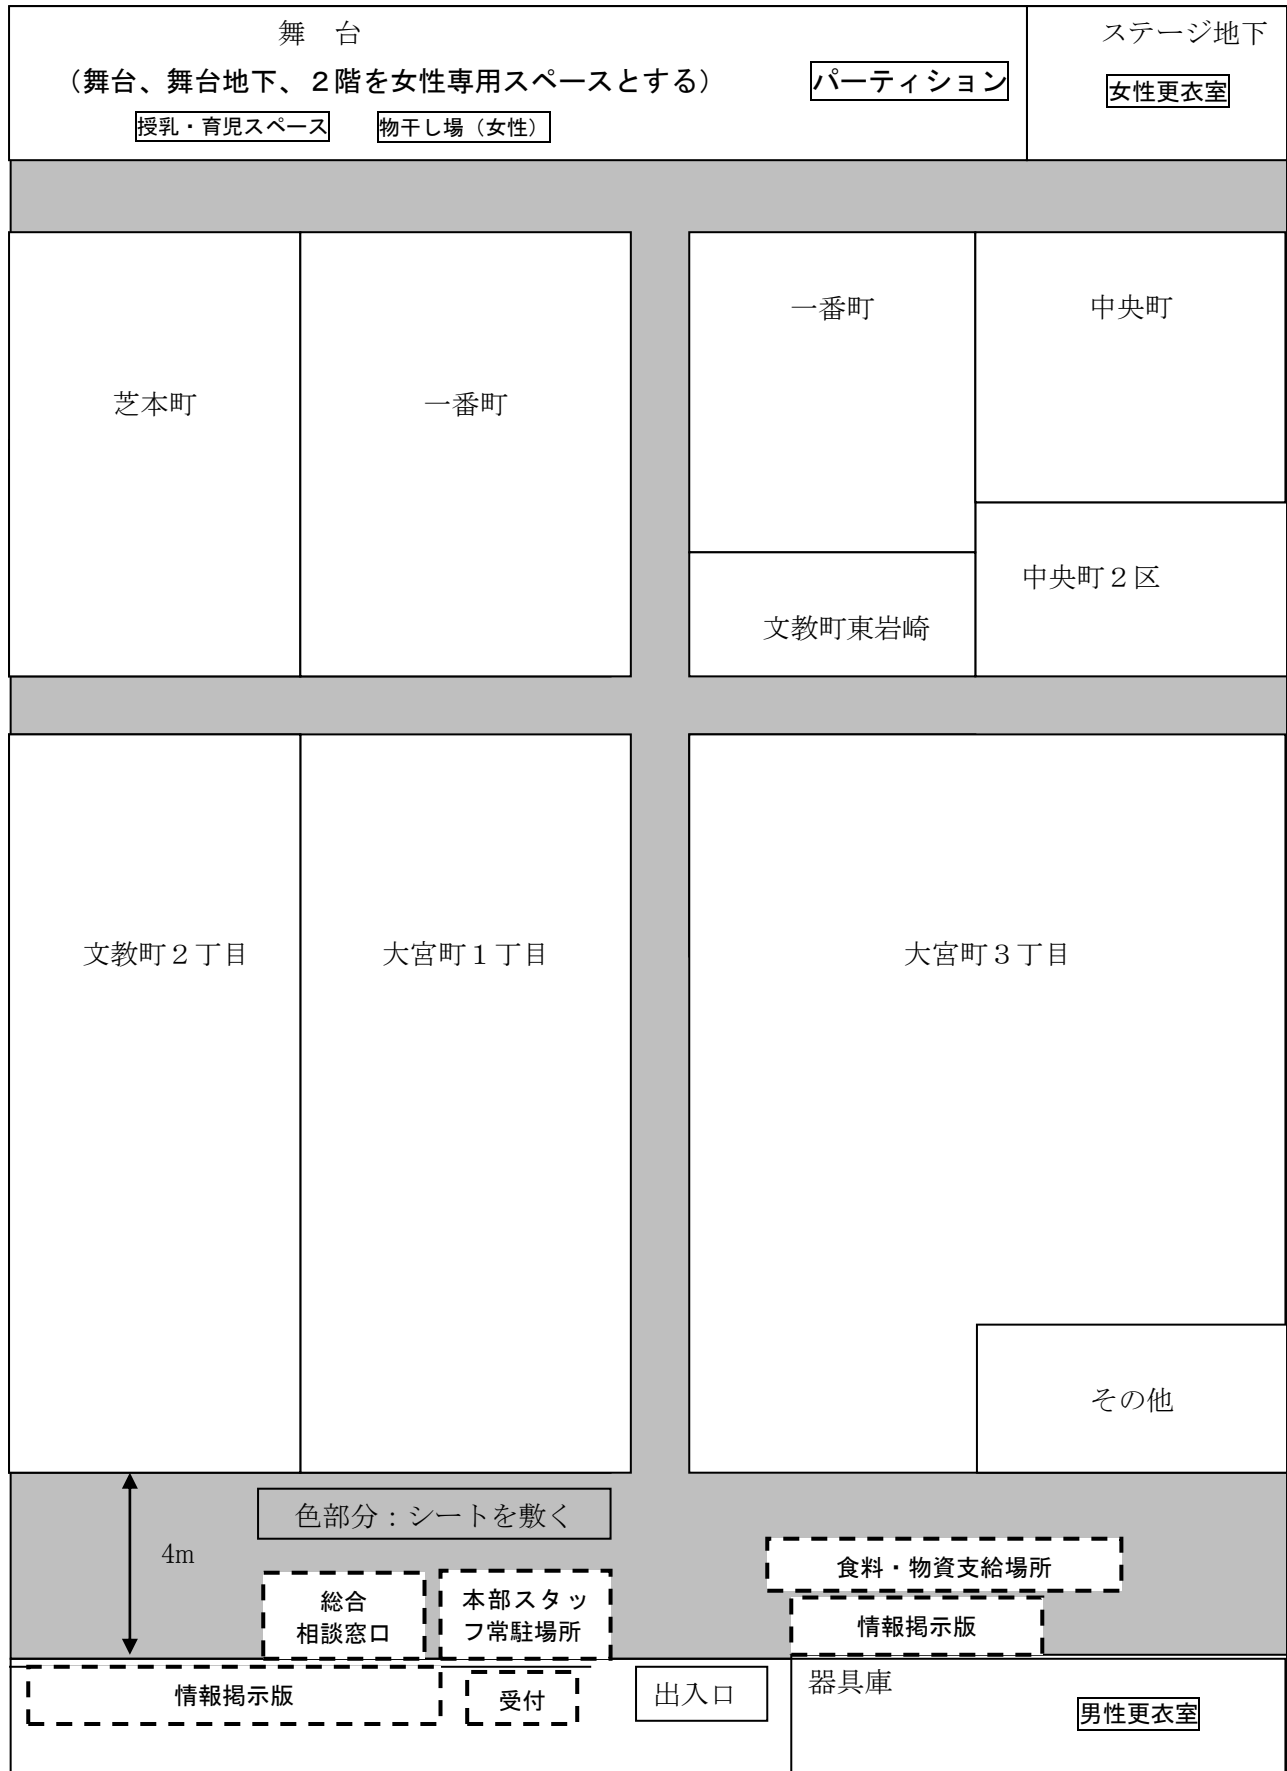 舞　台
ステージ地下
（舞台、舞台地下、２階を女性専用スペースとする）
パーティション
女性更衣室
授乳・育児スペース
物干し場（女性）
一番町
中央町
芝本町
一番町
中央町２区
文教町東岩崎
文教町２丁目
大宮町１丁目
大宮町３丁目
その他
色部分：シートを敷く
4m
食料・物資支給場所
総合
相談窓口
本部スタッ
フ常駐場所
情報掲示版
情報掲示版
受付
出入口
器具庫
男性更衣室